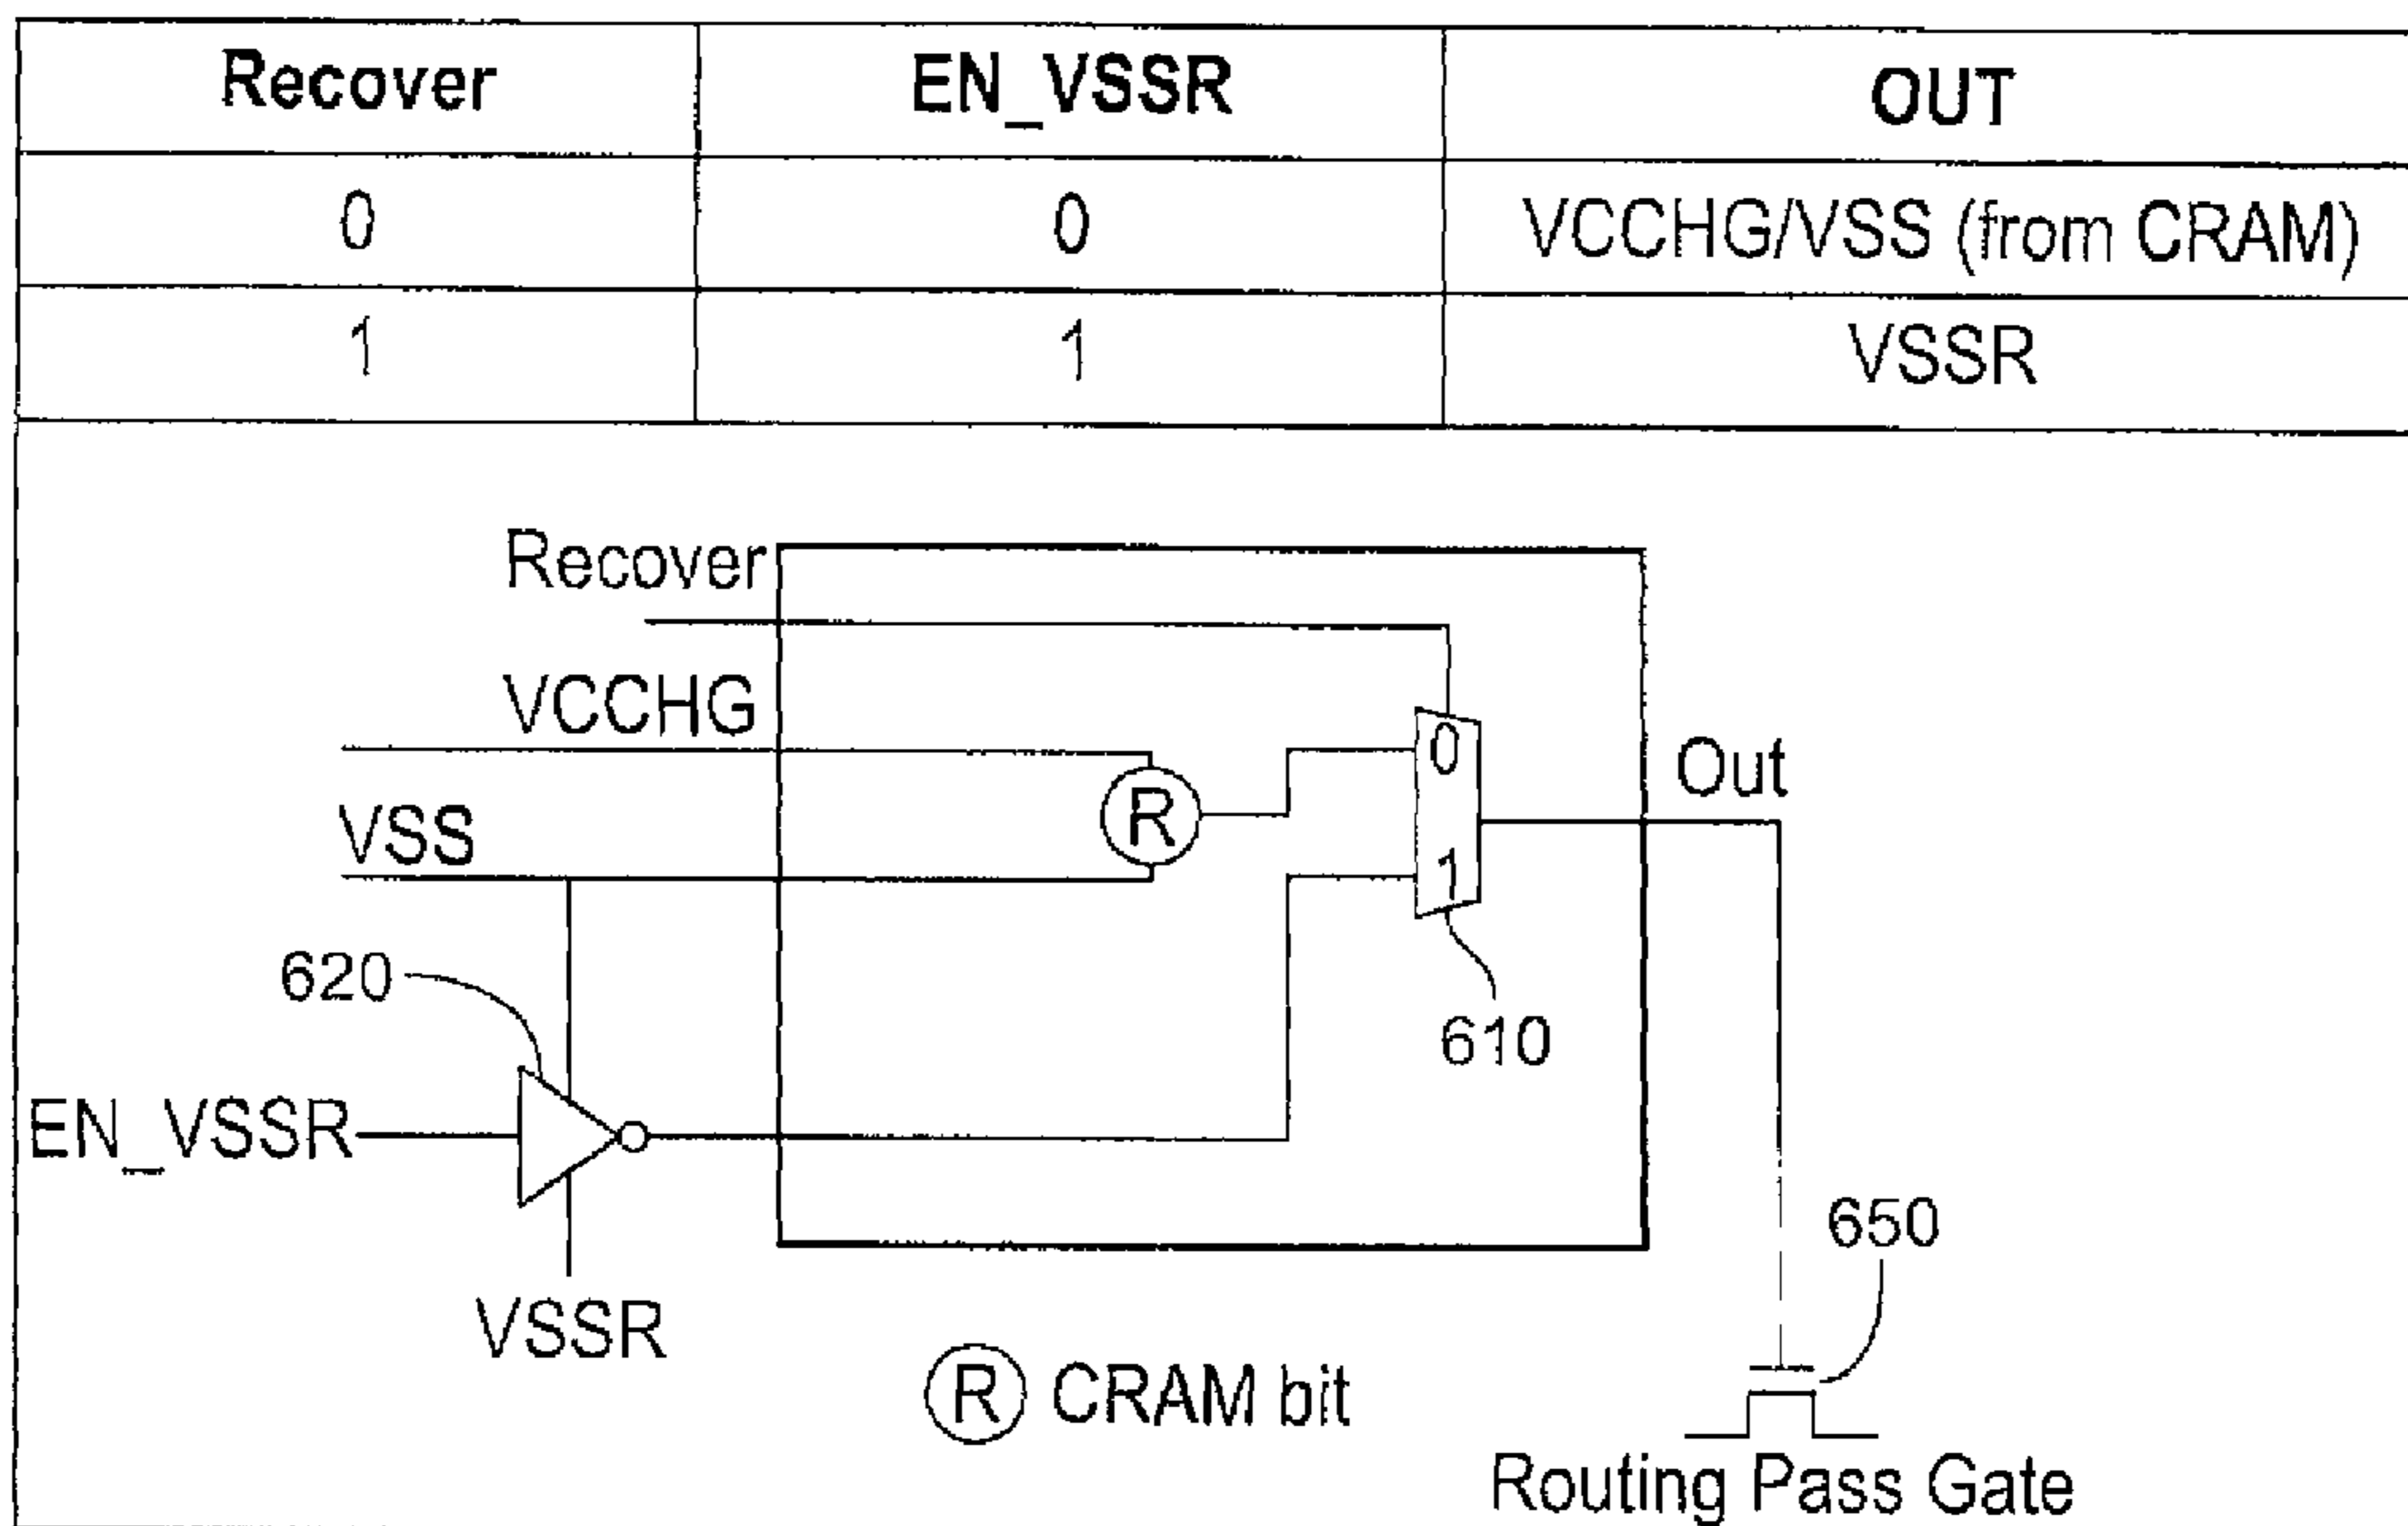 Recover EN_VSSR OUT
0 0 VCCHG/VSS (from CRAM)
1 1 VSSR
Recover
VCCHG
0
Out
R
VSS
1
620
610
EN_VSSR
650
VSSR
R CRAM bit
Routing Pass Gate